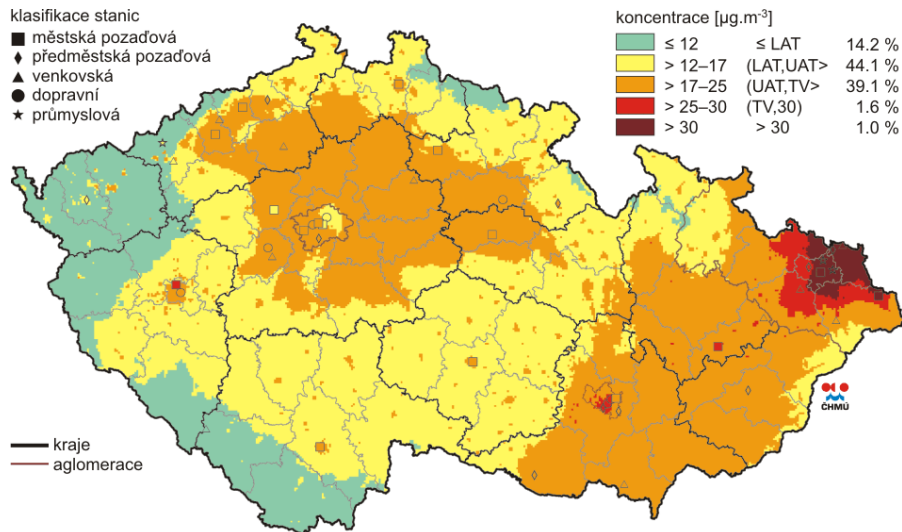 klasifikace stanic
městská pozaďová
předměstská pozaďová
venkovská
dopravní
průmyslová
koncentrace [µg.m⁻³]
≤ 12 ≤ LAT 14.2 %
> 12–17 (LAT,UAT> 44.1 %
> 17–25 (UAT,TV> 39.1 %
> 25–30 (TV,30) 1.6 %
> 30 > 30 1.0 %
ČHMÚ
kraje
aglomerace